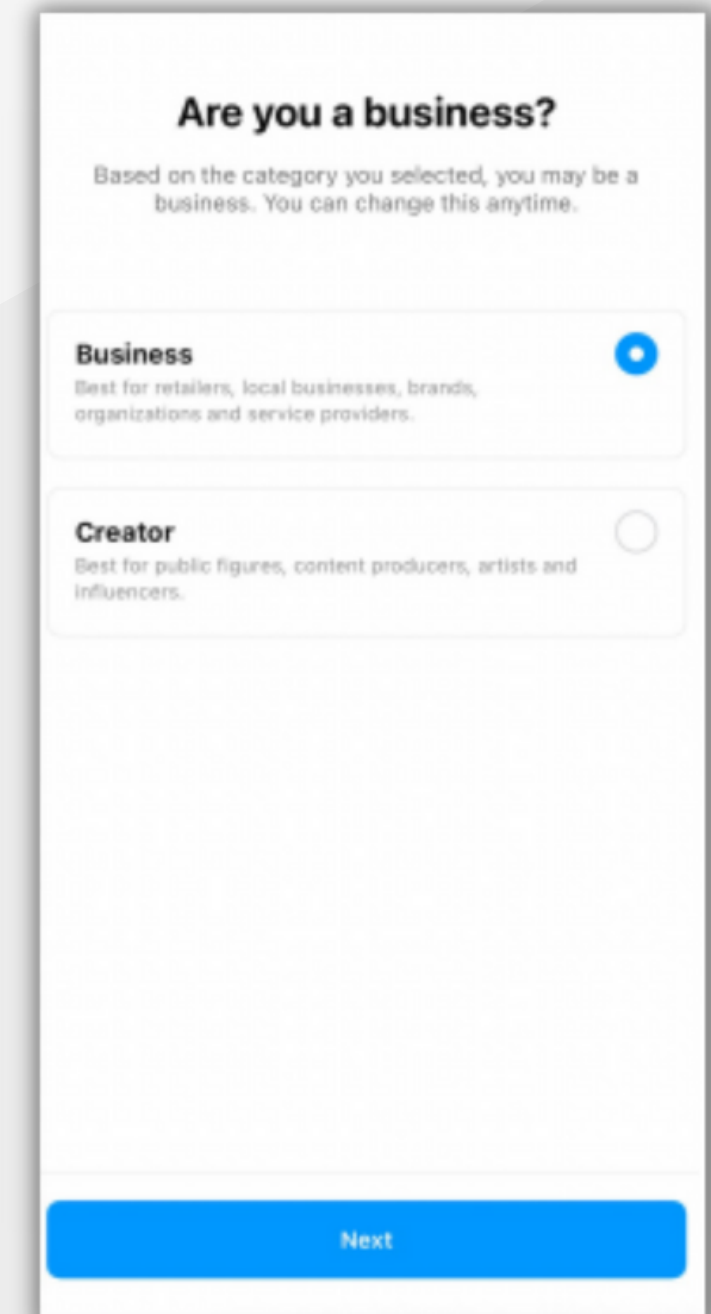 Are you a business?
Based on the category you selected, you may be a
business. You can change this anytime.
Business
Best for retailers, local businesses, brands,
organizations and service providers.
Creator
Best for public figures, content producers, artists and
influencers.
Next